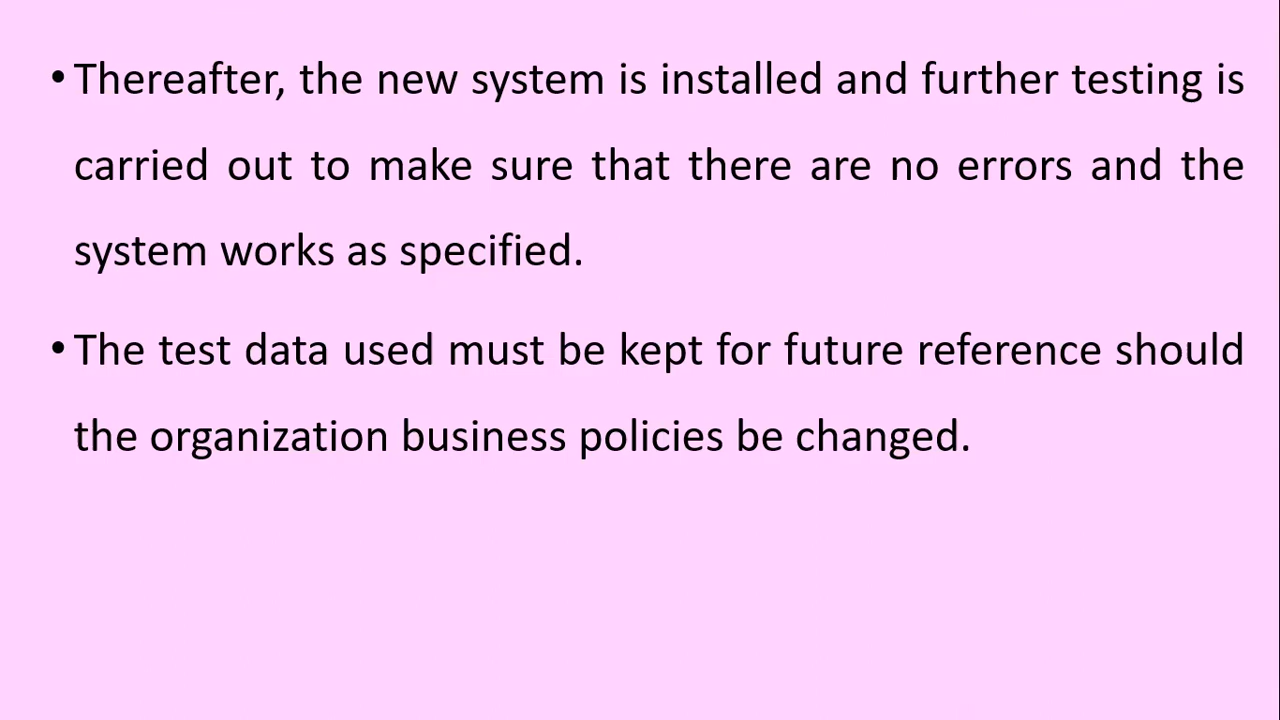 • Thereafter, the new system is installed and further testing is
carried out to make sure that there are no errors and the
system works as specified.
• The test data used must be kept for future reference should
the organization business policies be changed.